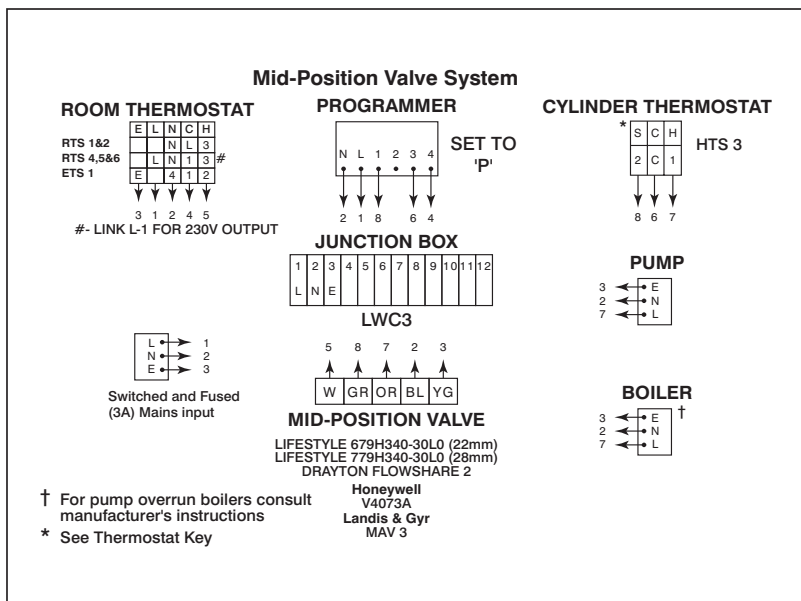 Mid-Position Valve System
ROOM THERMOSTAT
E L N C H
RTS 1&2 N L 3
RTS 4,5&6 L N 1 3 #
ETS 1 E 4 1 2
3 1 2 4 5
#- LINK L-1 FOR 230V OUTPUT
PROGRAMMER
N L 1 2 3 4
SET TO
'P'
2 1 8 6 4
CYLINDER THERMOSTAT
* S C H
2 C 1
HTS 3
8 6 7
JUNCTION BOX
1 2 3 4 5 6 7 8 9 10 11 12
L N E
LWC3
PUMP
3 E
2 N
7 L
L 1
N 2
E 3
Switched and Fused
(3A) Mains input
5 8 7 2 3
W GR OR BL YG
MID-POSITION VALVE
LIFESTYLE 679H340-30L0 (22mm)
LIFESTYLE 779H340-30L0 (28mm)
DRAYTON FLOWSHARE 2
Honeywell
V4073A
Landis & Gyr
MAV 3
BOILER
3 E †
2 N
7 L
† For pump overrun boilers consult
manufacturer's instructions
* See Thermostat Key